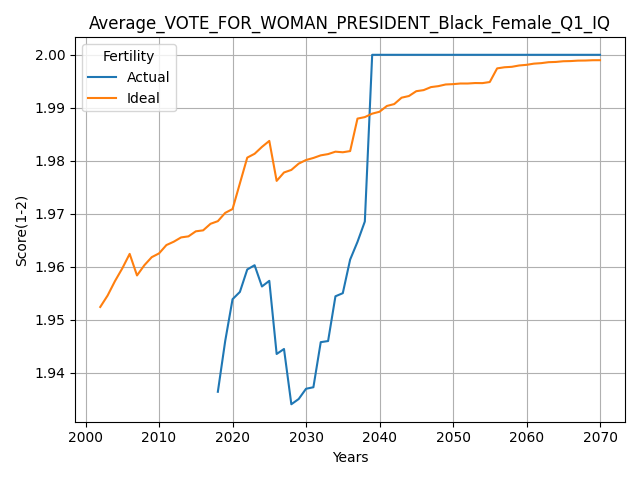 Average_VOTE_FOR_WOMAN_PRESIDENT_Black_Female_Q1_IQ
Fertility
Actual
Ideal
Score(1-2)
2.00
1.99
1.98
1.97
1.96
1.95
1.94
2000 2010 2020 2030 2040 2050 2060 2070
Years